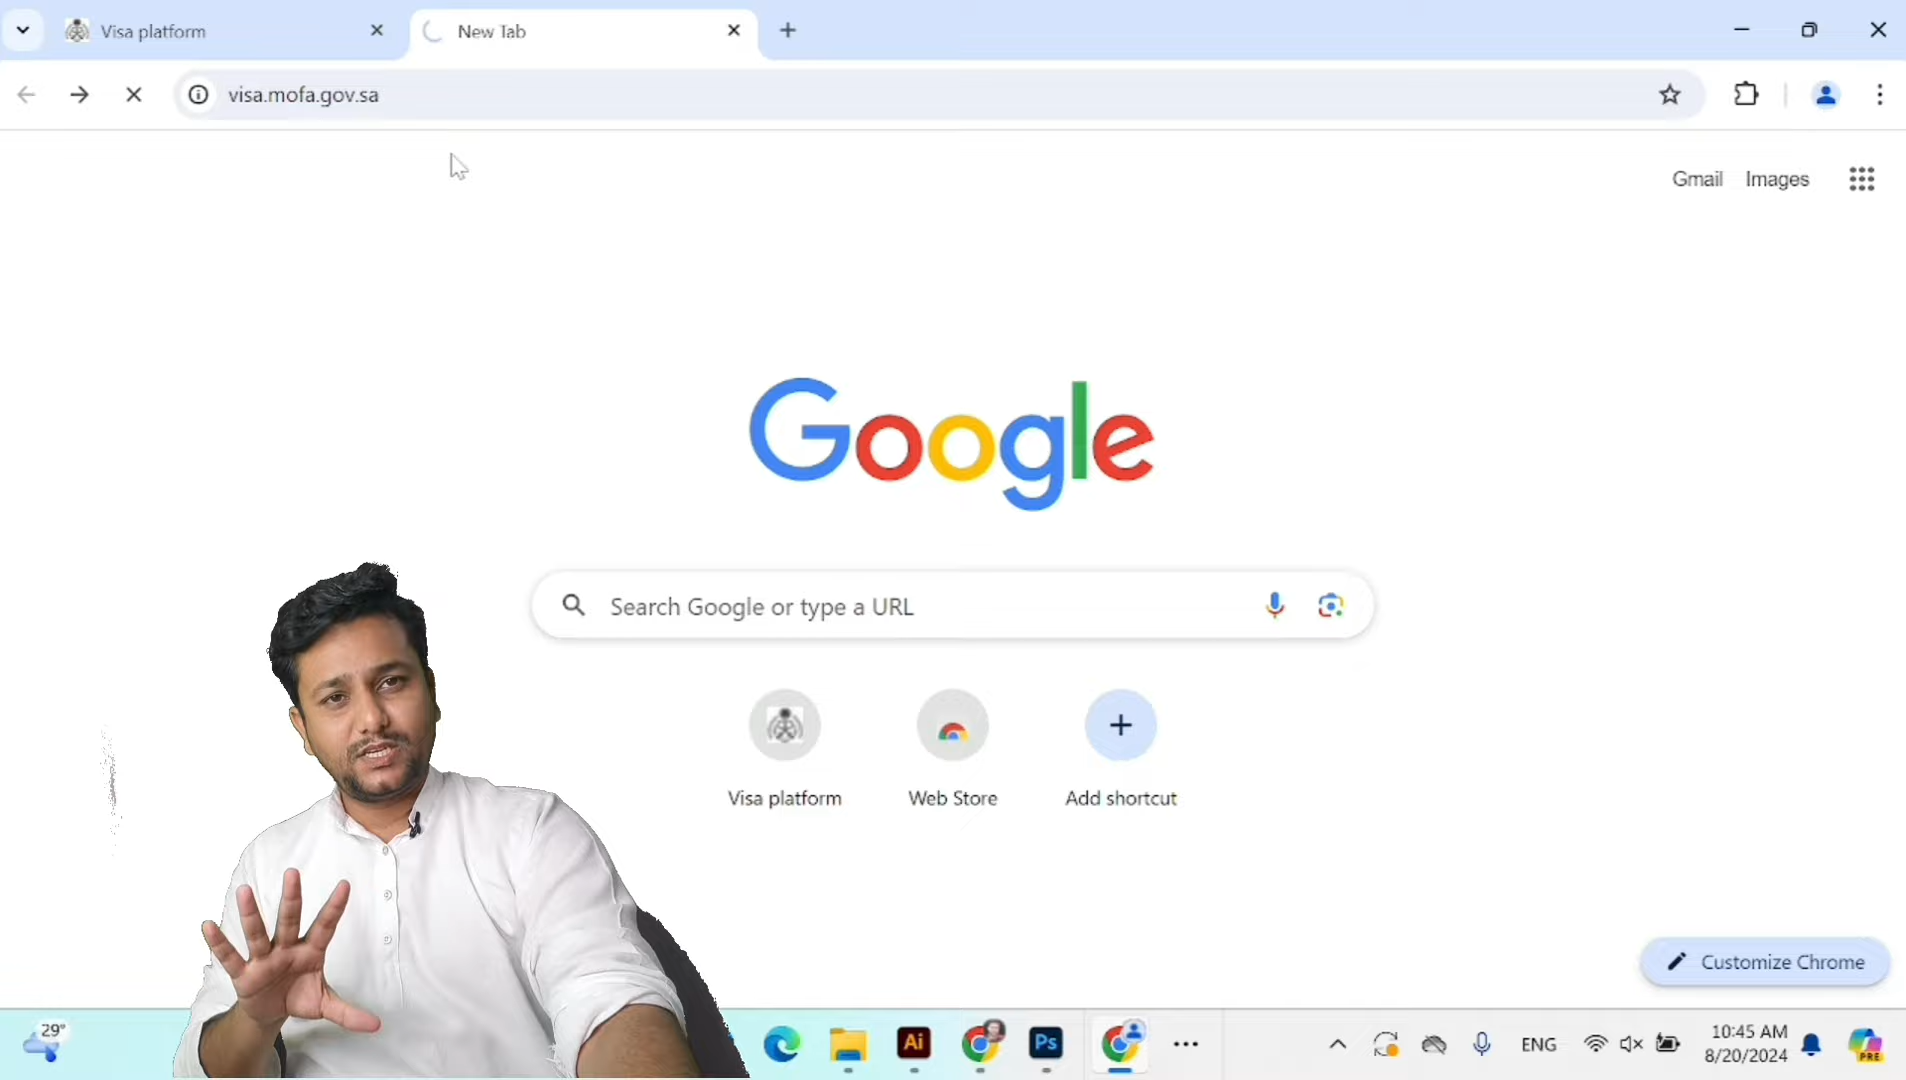 Visa platform
New Tab
visa.mofa.gov.sa
Gmail Images
Google
Search Google or type a URL
Visa platform
Web Store
Add shortcut
Customize Chrome
29°
Ai
Ps
ENG
10:45 AM
8/20/2024
PRE